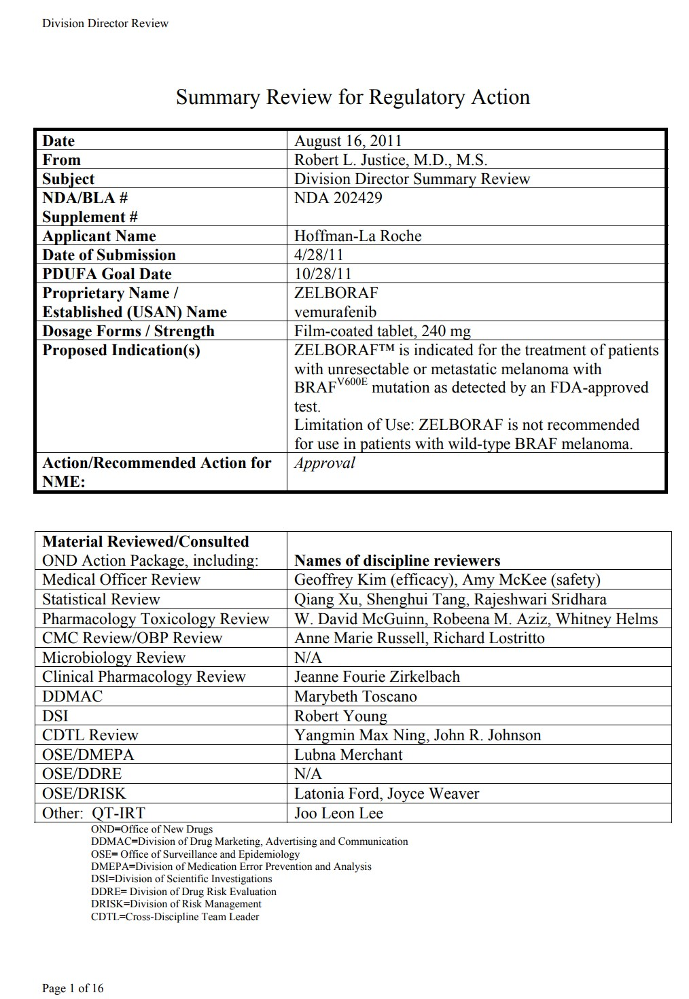 Division Director Review
Summary Review for Regulatory Action
Date August 16, 2011
From Robert L. Justice, M.D., M.S.
Subject Division Director Summary Review
NDA/BLA # NDA 202429
Supplement #
Applicant Name Hoffman-La Roche
Date of Submission 4/28/11
PDUFA Goal Date 10/28/11
Proprietary Name / ZELBORAF
Established (USAN) Name vemurafenib
Dosage Forms / Strength Film-coated tablet, 240 mg
Proposed Indication(s) ZELBORAF™ is indicated for the treatment of patients
with unresectable or metastatic melanoma with
BRAFV600E mutation as detected by an FDA-approved
test.
Limitation of Use: ZELBORAF is not recommended
for use in patients with wild-type BRAF melanoma.
Action/Recommended Action for Approval
NME:
Material Reviewed/Consulted
OND Action Package, including: Names of discipline reviewers
Medical Officer Review Geoffrey Kim (efficacy), Amy McKee (safety)
Statistical Review Qiang Xu, Shenghui Tang, Rajeshwari Sridhara
Pharmacology Toxicology Review W. David McGuinn, Robeena M. Aziz, Whitney Helms
CMC Review/OBP Review Anne Marie Russell, Richard Lostritto
Microbiology Review N/A
Clinical Pharmacology Review Jeanne Fourie Zirkelbach
DDMAC Marybeth Toscano
DSI Robert Young
CDTL Review Yangmin Max Ning, John R. Johnson
OSE/DMEPA Lubna Merchant
OSE/DDRE N/A
OSE/DRISK Latonia Ford, Joyce Weaver
Other: QT-IRT Joo Leon Lee
OND=Office of New Drugs
DDMAC=Division of Drug Marketing, Advertising and Communication
OSE= Office of Surveillance and Epidemiology
DMEPA=Division of Medication Error Prevention and Analysis
DSI=Division of Scientific Investigations
DDRE= Division of Drug Risk Evaluation
DRISK=Division of Risk Management
CDTL=Cross-Discipline Team Leader
Page 1 of 16